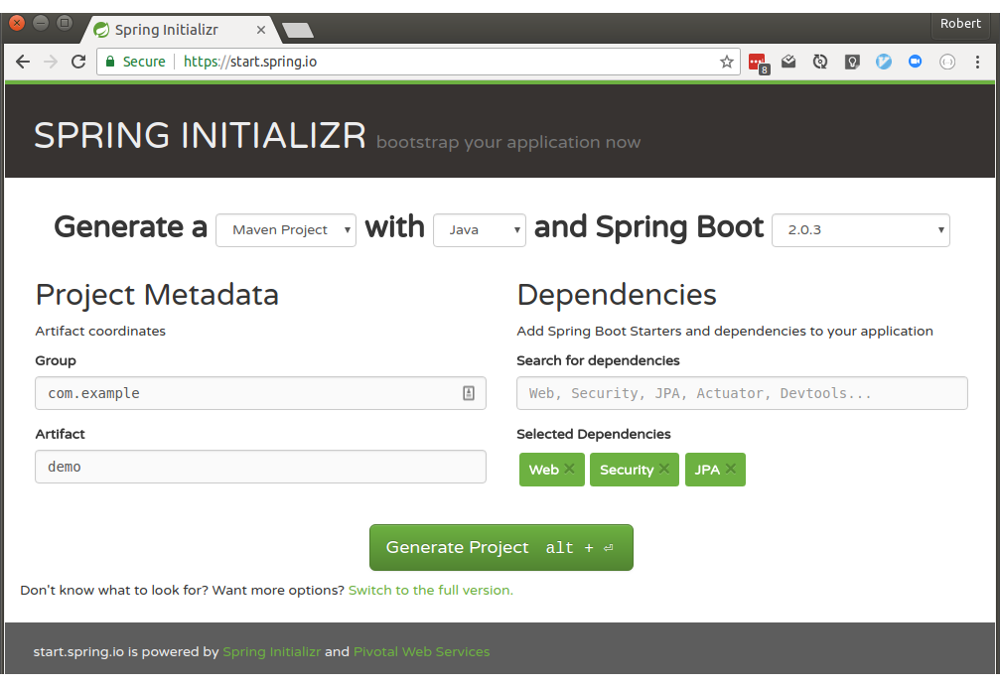 Spring Initializr
Robert
Secure https://start.spring.io
8
SPRING INITIALIZR bootstrap your application now
Generate a Maven Project with Java and Spring Boot 2.0.3
Project Metadata
Artifact coordinates
Group
com.example
Artifact
demo
Dependencies
Add Spring Boot Starters and dependencies to your application
Search for dependencies
Web, Security, JPA, Actuator, Devtools...
Selected Dependencies
Web Security JPA
Generate Project alt + ⏎
Don't know what to look for? Want more options? Switch to the full version.
start.spring.io is powered by Spring Initializr and Pivotal Web Services